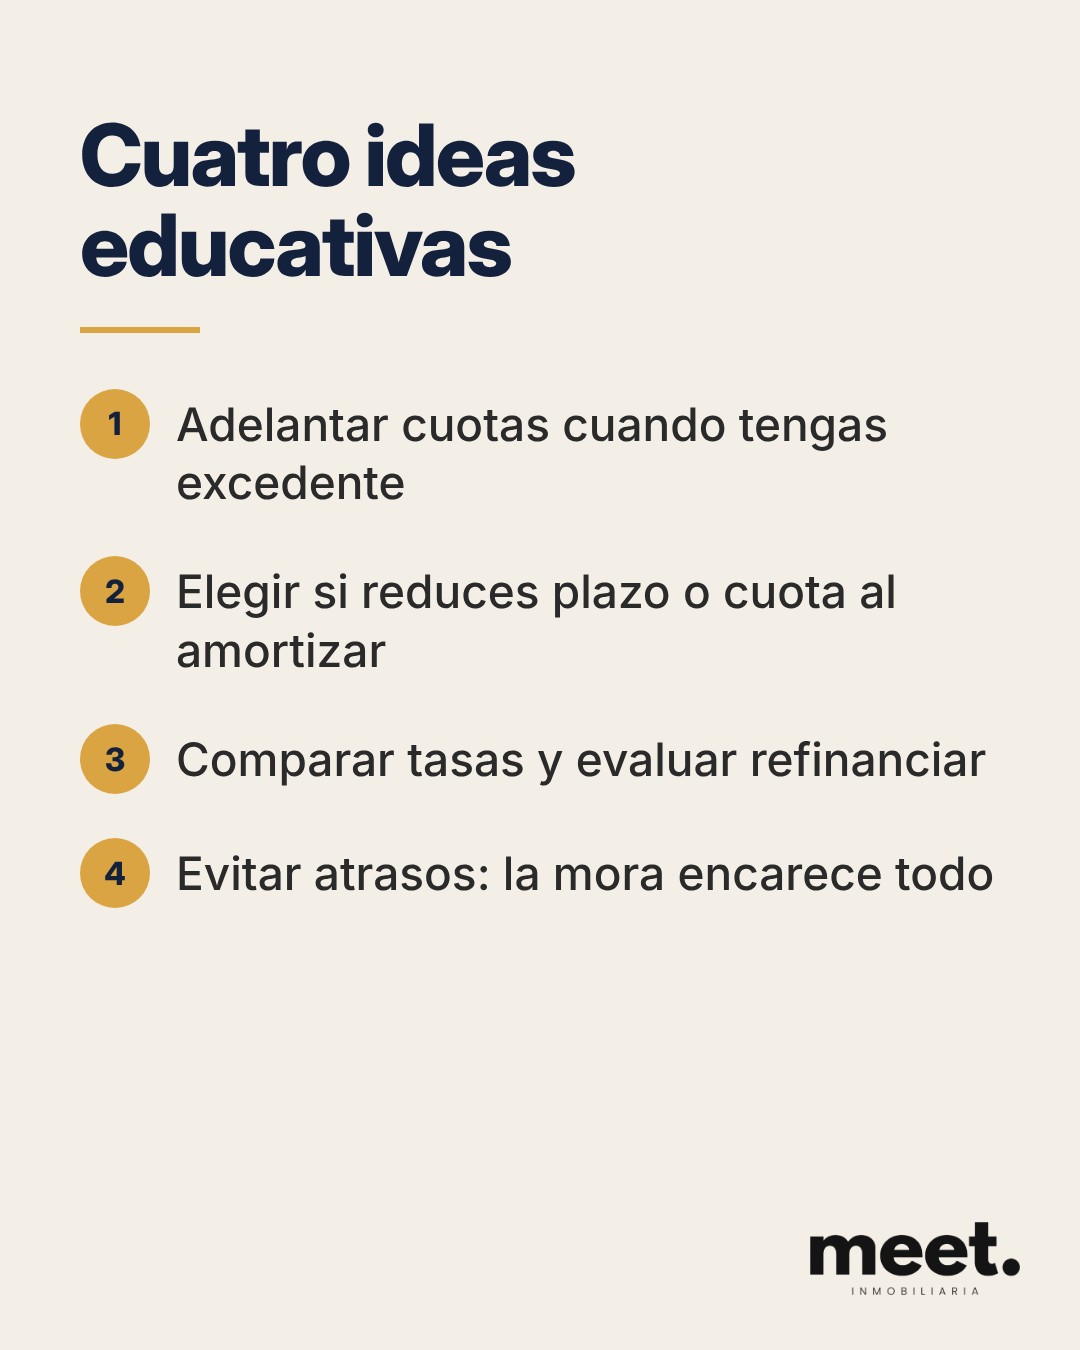 Cuatro ideas
educativas
1 Adelantar cuotas cuando tengas
excedente
2 Elegir si reduces plazo o cuota al
amortizar
3 Comparar tasas y evaluar refinanciar
4 Evitar atrasos: la mora encarece todo
meet.
INMOBILIARIA